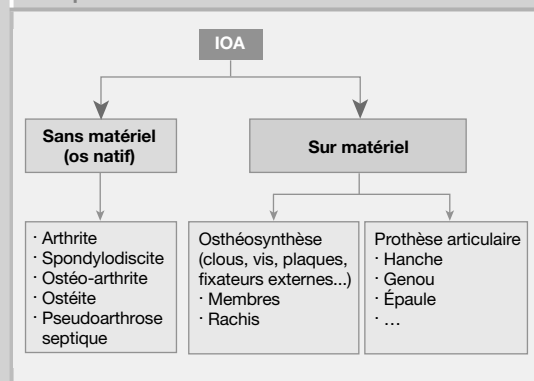 IOA
Sans matériel
(os natif)
Sur matériel
· Arthrite
· Spondylodiscite
· Ostéo-arthrite
· Ostéite
· Pseudoarthrose
septique
Osthéosynthèse
(clous, vis, plaques,
fixateurs externes...)
· Membres
· Rachis
Prothèse articulaire
· Hanche
· Genou
· Épaule
· ...